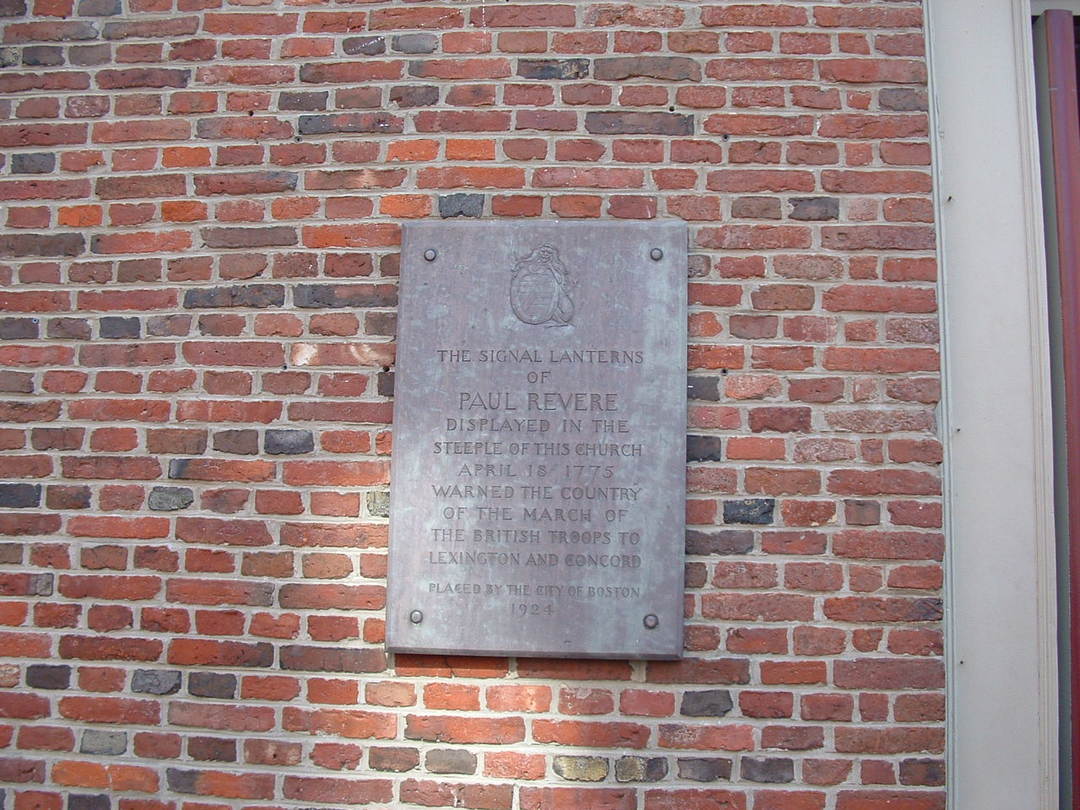 THE SIGNAL LANTERNS
OF
PAUL REVERE
DISPLAYED IN THE
STEEPLE OF THIS CHURCH
APRIL 18 1775
WARNED THE COUNTRY
OF THE MARCH OF
THE BRITISH TROOPS TO
LEXINGTON AND CONCORD
PLACED BY THE CITY OF BOSTON
1924